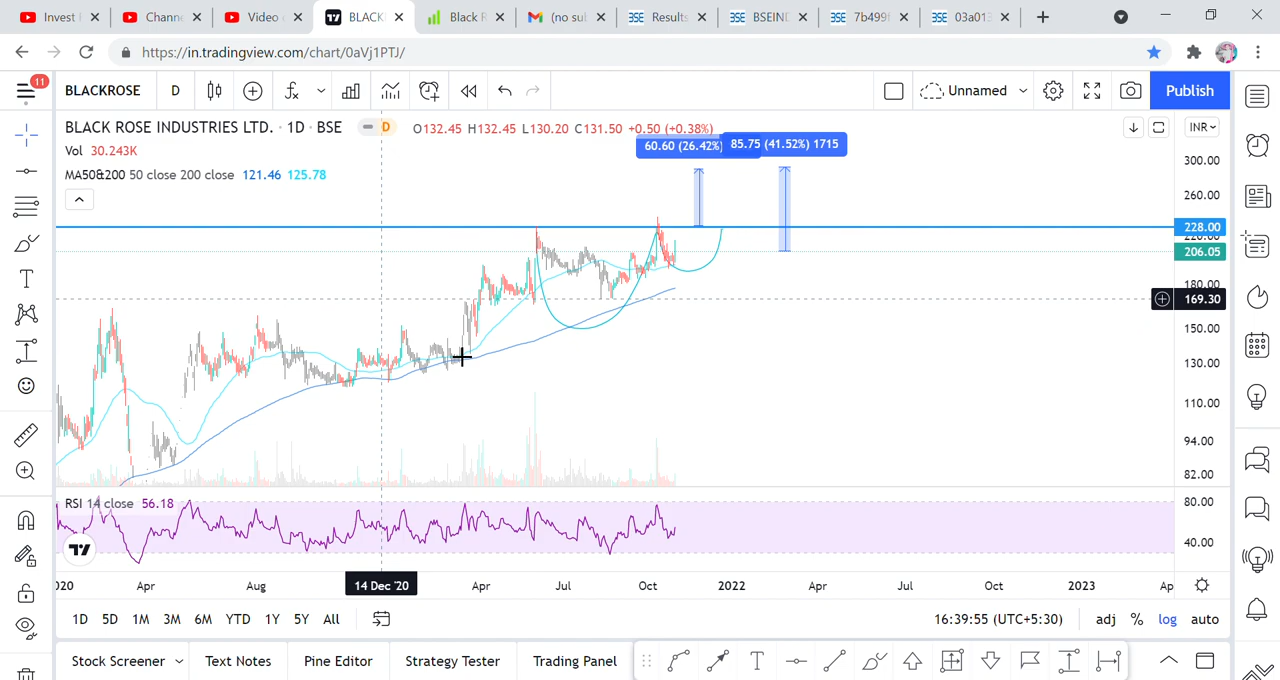 Invest
Chann
Video
BLACK
Black R
(no sul
Results
BSEIND
7b499f
03a013
https://in.tradingview.com/chart/0aVj1PTJ/
11
BLACKROSE D Unnamed Publish
BLACK ROSE INDUSTRIES LTD. · 1D · BSE D O132.45 H132.45 L130.20 C131.50 +0.50 (+0.38%) INR
Vol 30.243K
60.60 (26.42%) 85.75 (41.52%) 1715
MA50&200 50 close 200 close 121.46 125.78
300.00
260.00
228.00
220.00
206.05
180.00
169.30
150.00
130.00
110.00
94.00
82.00
RSI 14 close 56.18
80.00
40.00
2020 Apr Aug 14 Dec '20 Apr Jul Oct 2022 Apr Jul Oct 2023 Ap
1D 5D 1M 3M 6M YTD 1Y 5Y All 16:39:55 (UTC+5:30) adj % log auto
Stock Screener Text Notes Pine Editor Strategy Tester Trading Panel